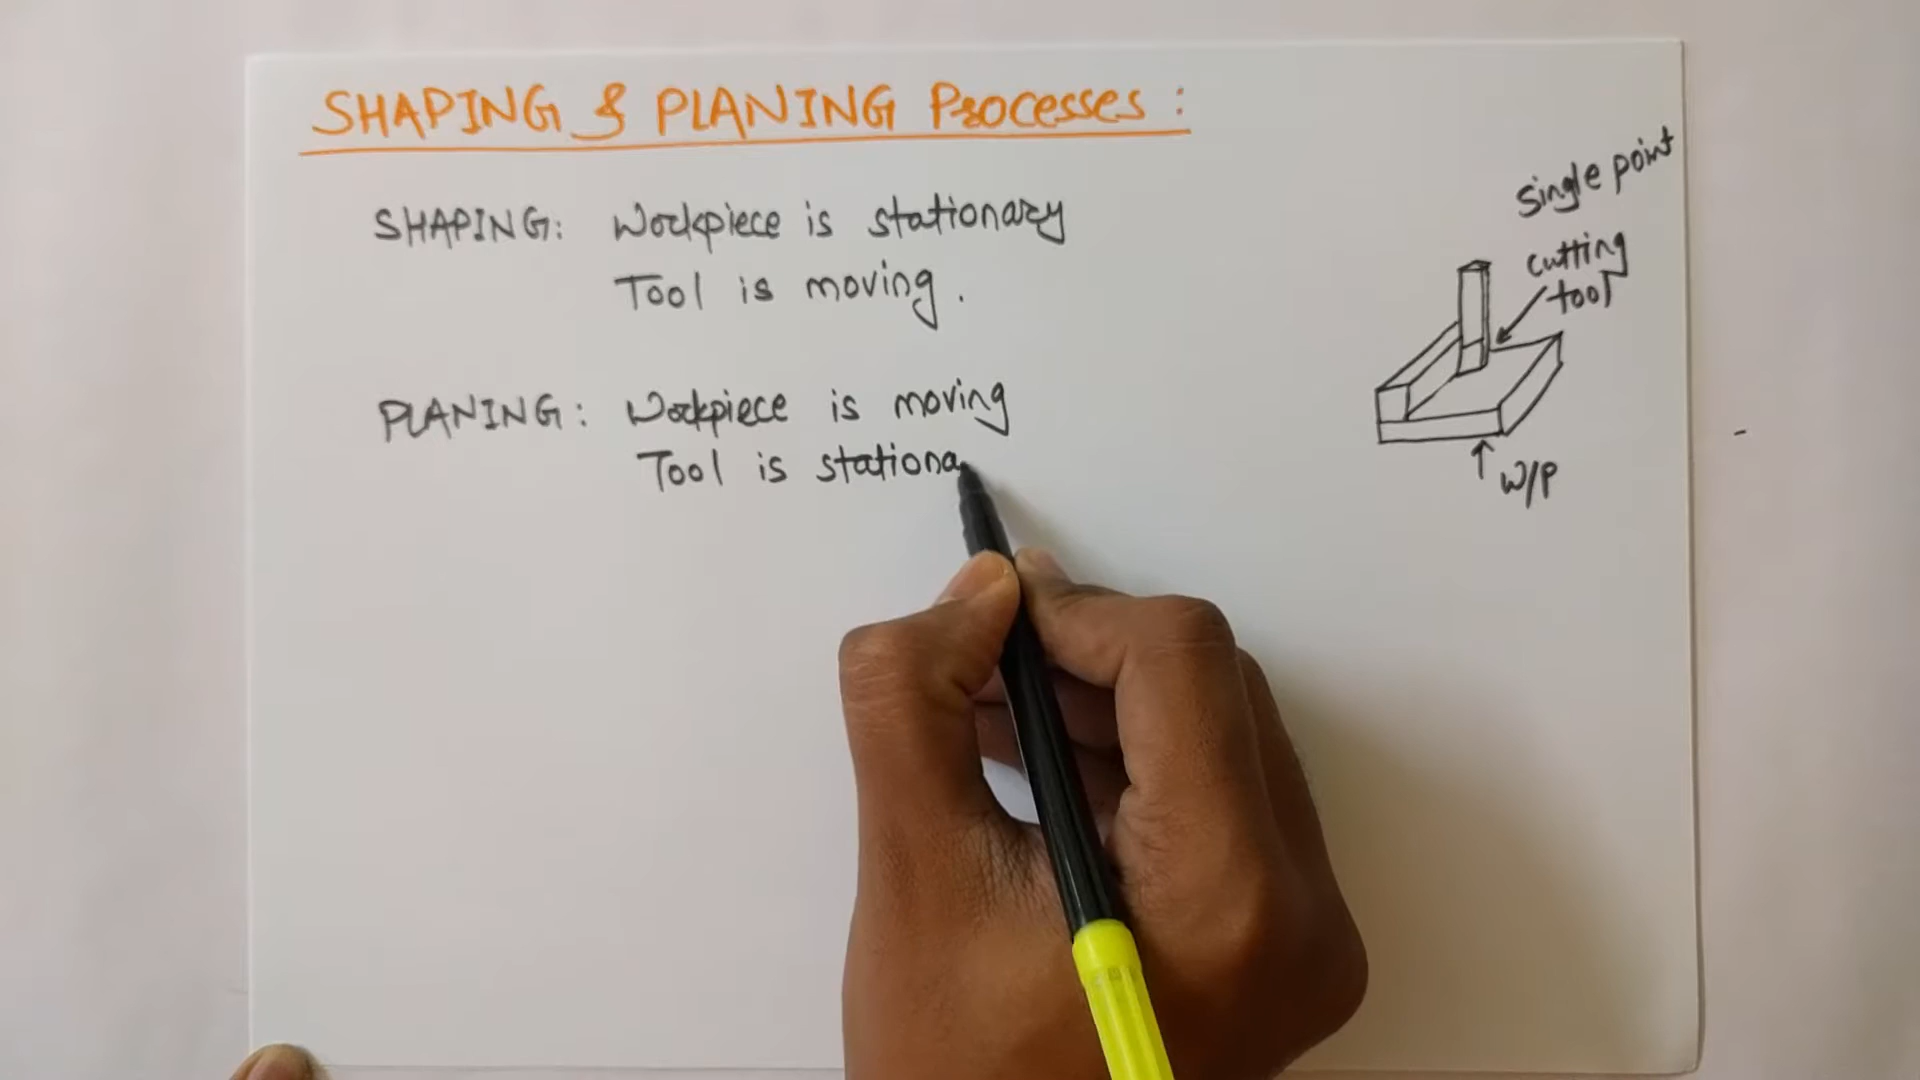 SHAPING & PLANING Processes :
SHAPING: Workpiece is stationary
Tool is moving.
PLANING: Workpiece is moving
Tool is stationa
single point
cutting
tool
W/P